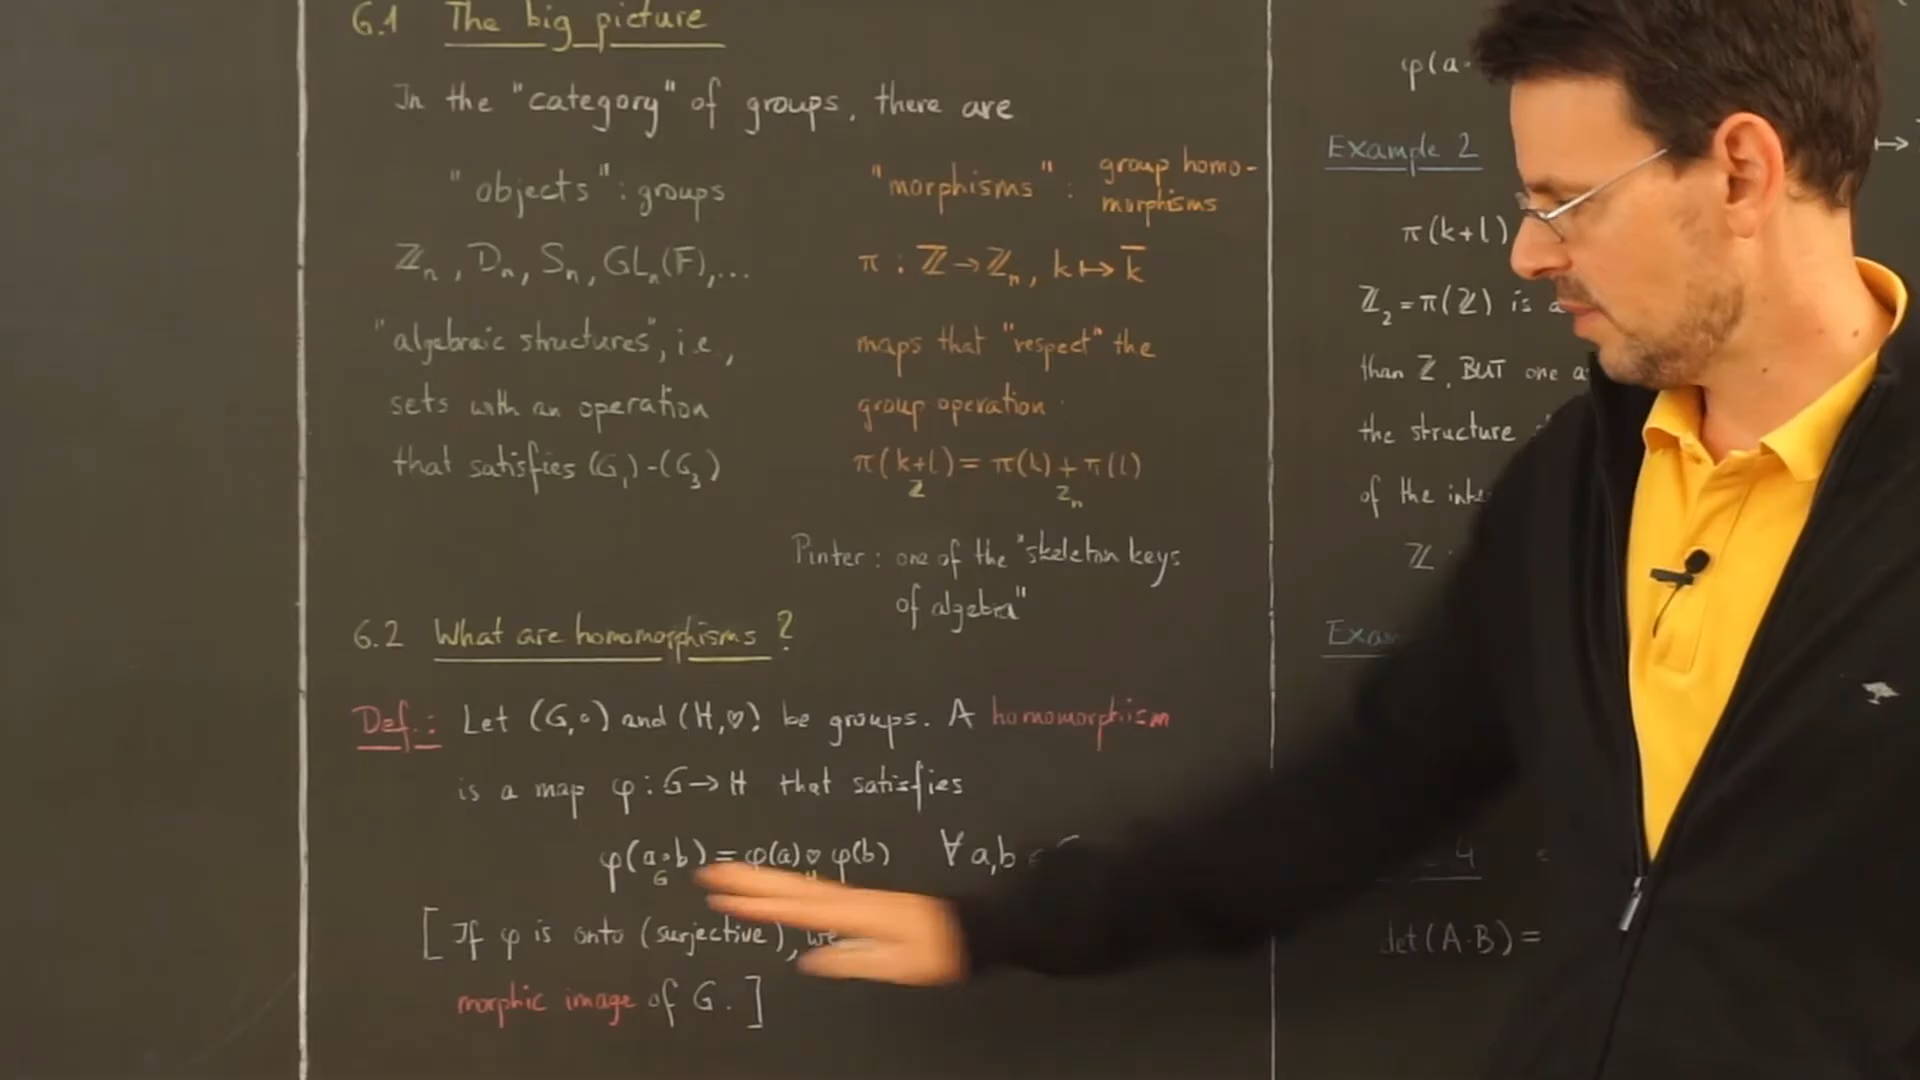 6.1 The big picture
In the "category" of groups, there are
"objects": groups
ℤₙ, Dₙ, Sₙ, GLₙ(F),...
"algebraic structures", i.e.,
sets with an operation
that satisfies (G₁)-(G₃)
"morphisms": group homo-
morphisms
π : ℤ → ℤₙ, k ↦ k̅
maps that "respect" the
group operation
π(k+l) = π(k) + π(l)
ℤ ℤₙ
Pinter: one of the "skeleton keys
of algebra"
6.2 What are homomorphisms?
Def.: Let (G,∘) and (H,♡) be groups. A homomorphism
is a map φ : G → H that satisfies
φ(a∘b) = φ(a) ♡ φ(b) ∀ a,b
G H
[If φ is onto (surjective), we
morphic image of G.]
φ(a
↦
Example 2
π(k+l)
ℤ₂ = π(ℤ) is a
than ℤ, BUT one
the structure
of the
ℤ
4
det(A·B) =